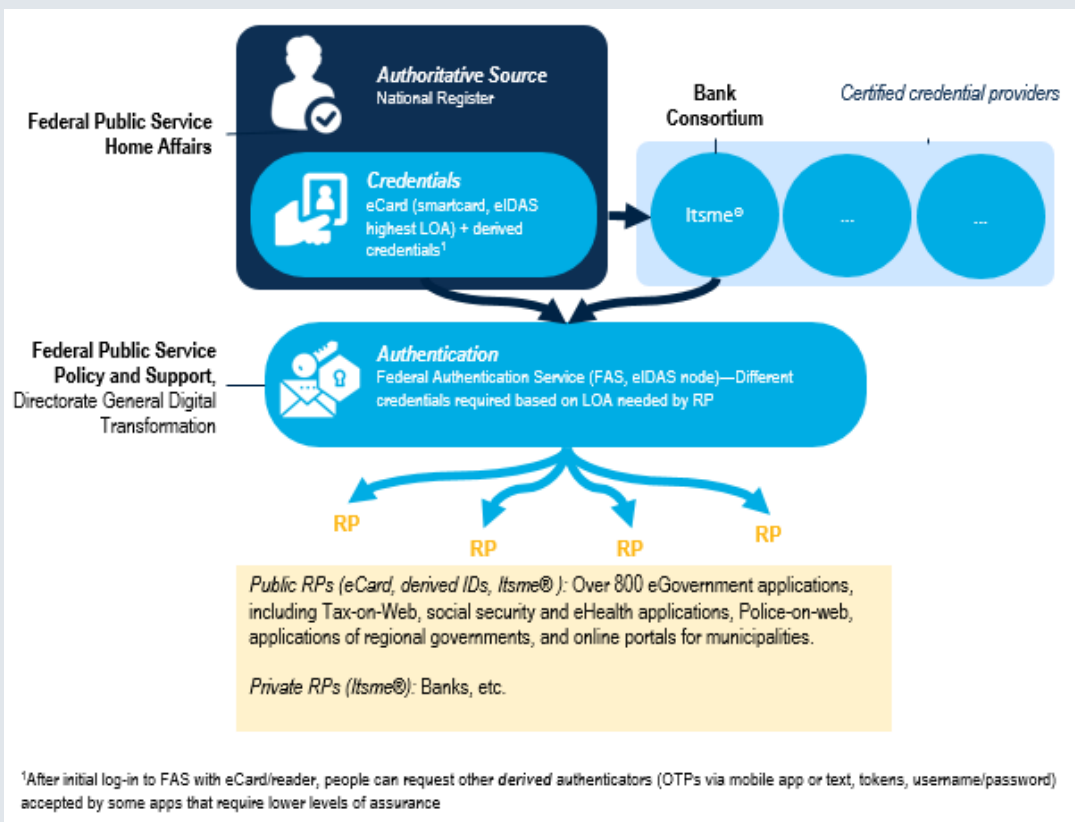 Authoritative Source
National Register
Federal Public Service
Home Affairs
Bank
Consortium
Certified credential providers
Credentials
eCard (smartcard, eIDAS
highest LOA) + derived
credentials¹
Itsme®
...
...
Federal Public Service
Policy and Support,
Directorate General Digital
Transformation
Authentication
Federal Authentication Service (FAS, eIDAS node)—Different
credentials required based on LOA needed by RP
RP
RP
RP
RP
Public RPs (eCard, derived IDs, Itsme® ): Over 800 eGovernment applications,
including Tax-on-Web, social security and eHealth applications, Police-on-web,
applications of regional governments, and online portals for municipalities.
Private RPs (Itsme®): Banks, etc.
¹After initial log-in to FAS with eCard/reader, people can request other derived authenticators (OTPs via mobile app or text, tokens, username/password)
accepted by some apps that require lower levels of assurance